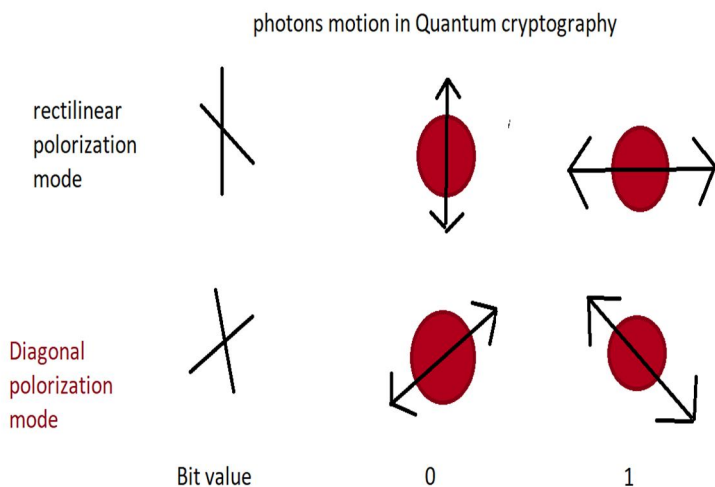 photons motion in Quantum cryptography
rectilinear
polorization
mode
Diagonal
polorization
mode
Bit value 0 1